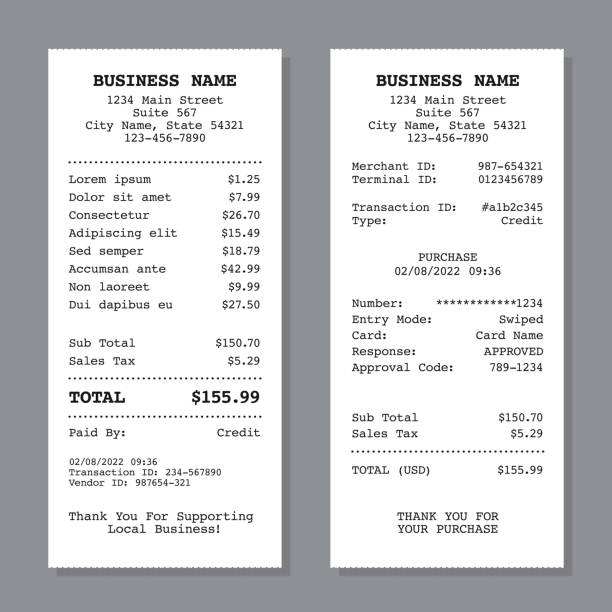 BUSINESS NAME
1234 Main Street
Suite 567
City Name, State 54321
123-456-7890
Lorem ipsum $1.25
Dolor sit amet $7.99
Consectetur $26.70
Adipiscing elit $15.49
Sed semper $18.79
Accumsan ante $42.99
Non laoreet $9.99
Dui dapibus eu $27.50
Sub Total $150.70
Sales Tax $5.29
TOTAL $155.99
Paid By: Credit
02/08/2022 09:36
Transaction ID: 234-567890
Vendor ID: 987654-321
Thank You For Supporting
Local Business!
BUSINESS NAME
1234 Main Street
Suite 567
City Name, State 54321
123-456-7890
Merchant ID: 987-654321
Terminal ID: 0123456789
Transaction ID: #a1b2c345
Type: Credit
PURCHASE
02/08/2022 09:36
Number: ************1234
Entry Mode: Swiped
Card: Card Name
Response: APPROVED
Approval Code: 789-1234
Sub Total $150.70
Sales Tax $5.29
TOTAL (USD) $155.99
THANK YOU FOR
YOUR PURCHASE